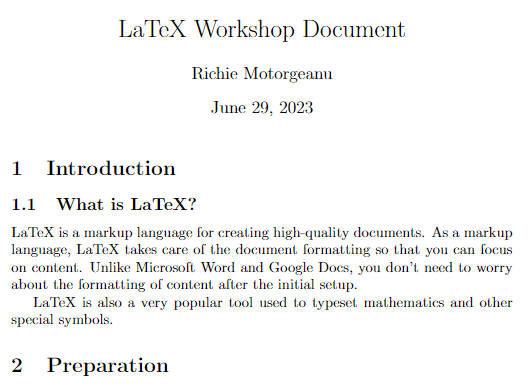 LaTeX Workshop Document
Richie Motorgeanu
June 29, 2023
1 Introduction
1.1 What is LaTeX?
LaTeX is a markup language for creating high-quality documents. As a markup
language, LaTeX takes care of the document formatting so that you can focus
on content. Unlike Microsoft Word and Google Docs, you don't need to worry
about the formatting of content after the initial setup.
LaTeX is also a very popular tool used to typeset mathematics and other
special symbols.
2 Preparation